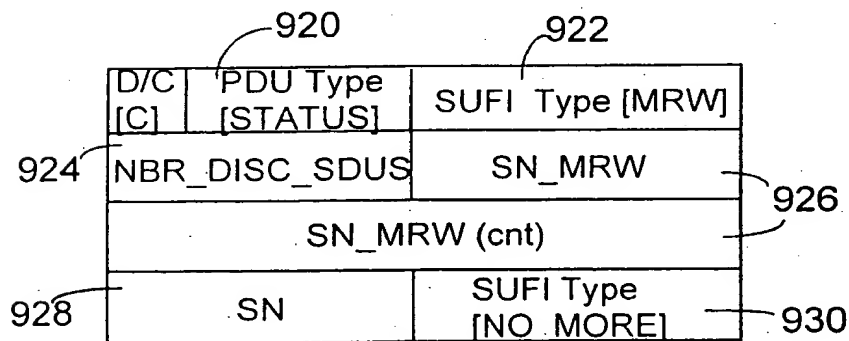 920
922
D/C
[C]
PDU Type
[STATUS]
SUFI Type [MRW]
924
NBR_DISC_SDUS
SN_MRW
926
SN_MRW (cnt)
928
SN
SUFI Type
[NO_MORE]
930